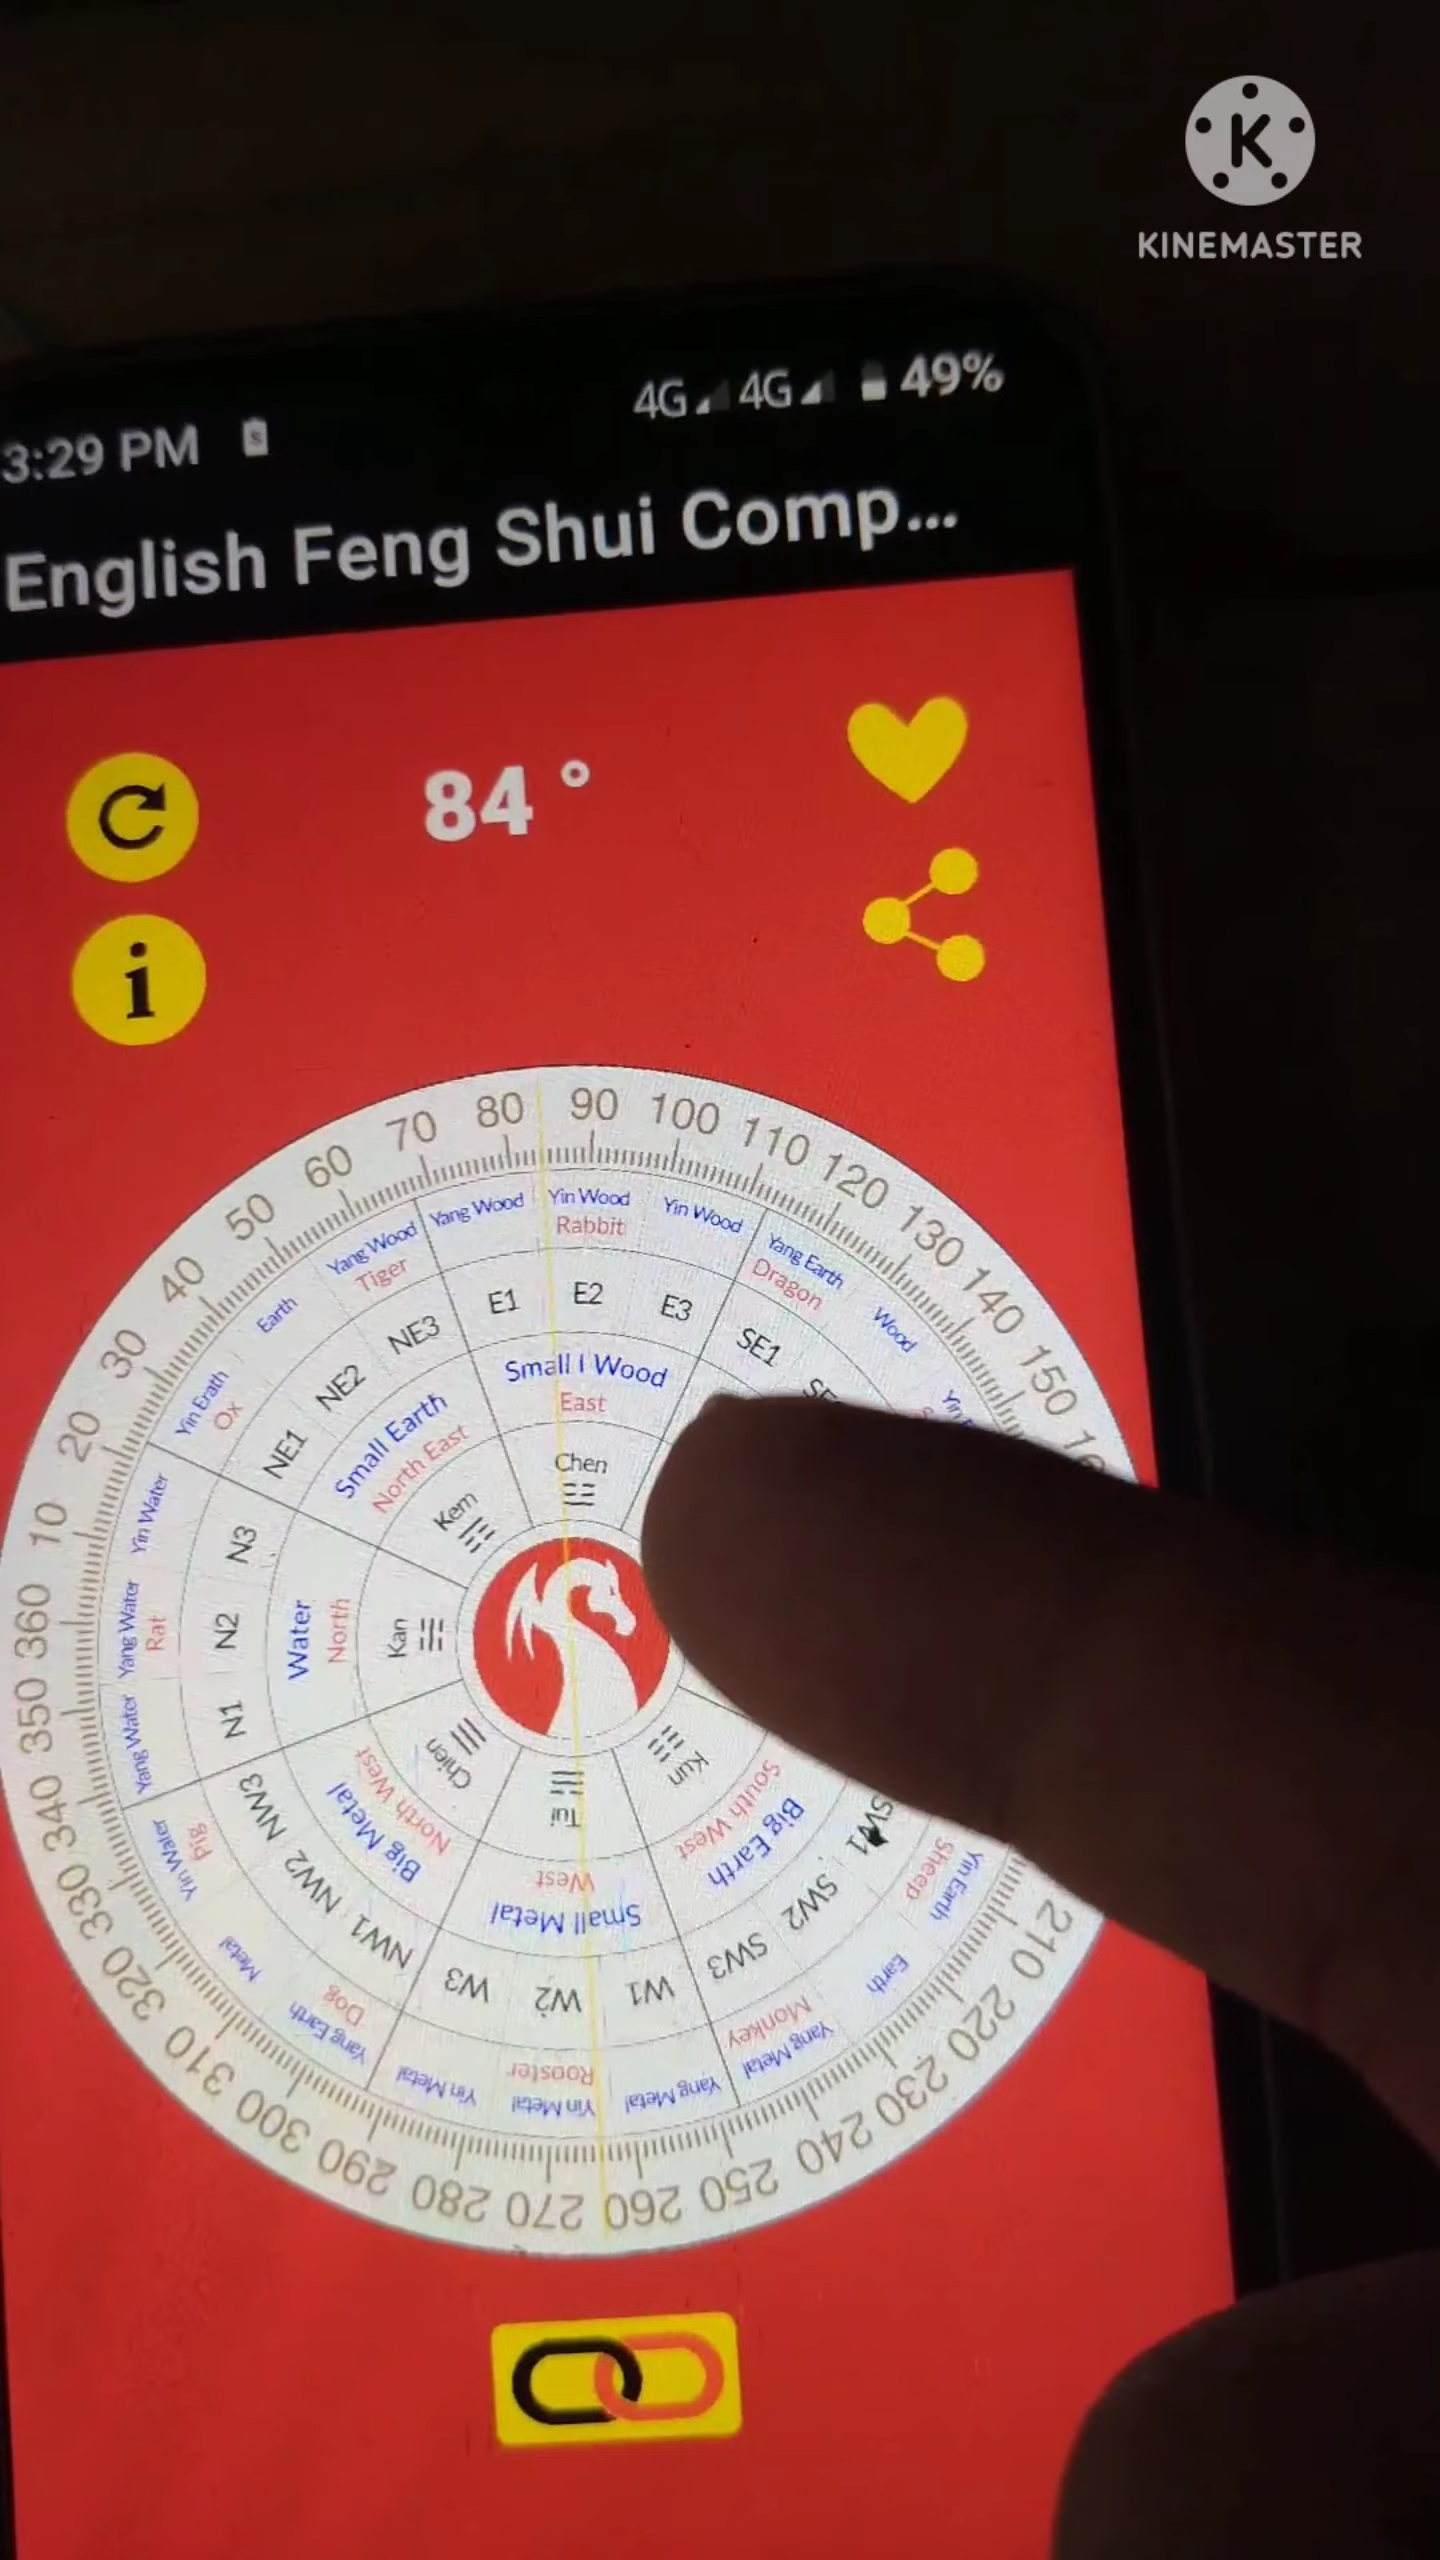 K
KINEMASTER
3:29 PM 4G 4G 49%
English Feng Shui Comp...
84 °
i
10 20 30 40 50 60 70 80 90 100 110 120 130 140 150
210 220 230 240 250 260 270 280 290 300 310 320 330 340 350 360
Yang Water
Rat
Yin Water
Yin Erath
Ox
Earth
Yang Wood
Tiger
Yang Wood
Yin Wood
Rabbit
Yin Wood
Yang Earth
Dragon
Wood
Yin Earth
Sheep
Earth
Yang Metal
Monkey
Yang Metal
Yin Metal
Rooster
Yin Metal
Yang Earth
Dog
Metal
Yin Water
Pig
Yang Water
N1 N2 N3 NE1 NE2 NE3 E1 E2 E3 SE1
SW1 SW2 SW3 W1 W2 W3 NW1 NW2 NW3
Water
North
Small Earth
North East
Small I Wood
East
Big Earth
South West
Small Metal
West
Big Metal
North West
Kan
Kem
Chen
Kun
Tui
Chien